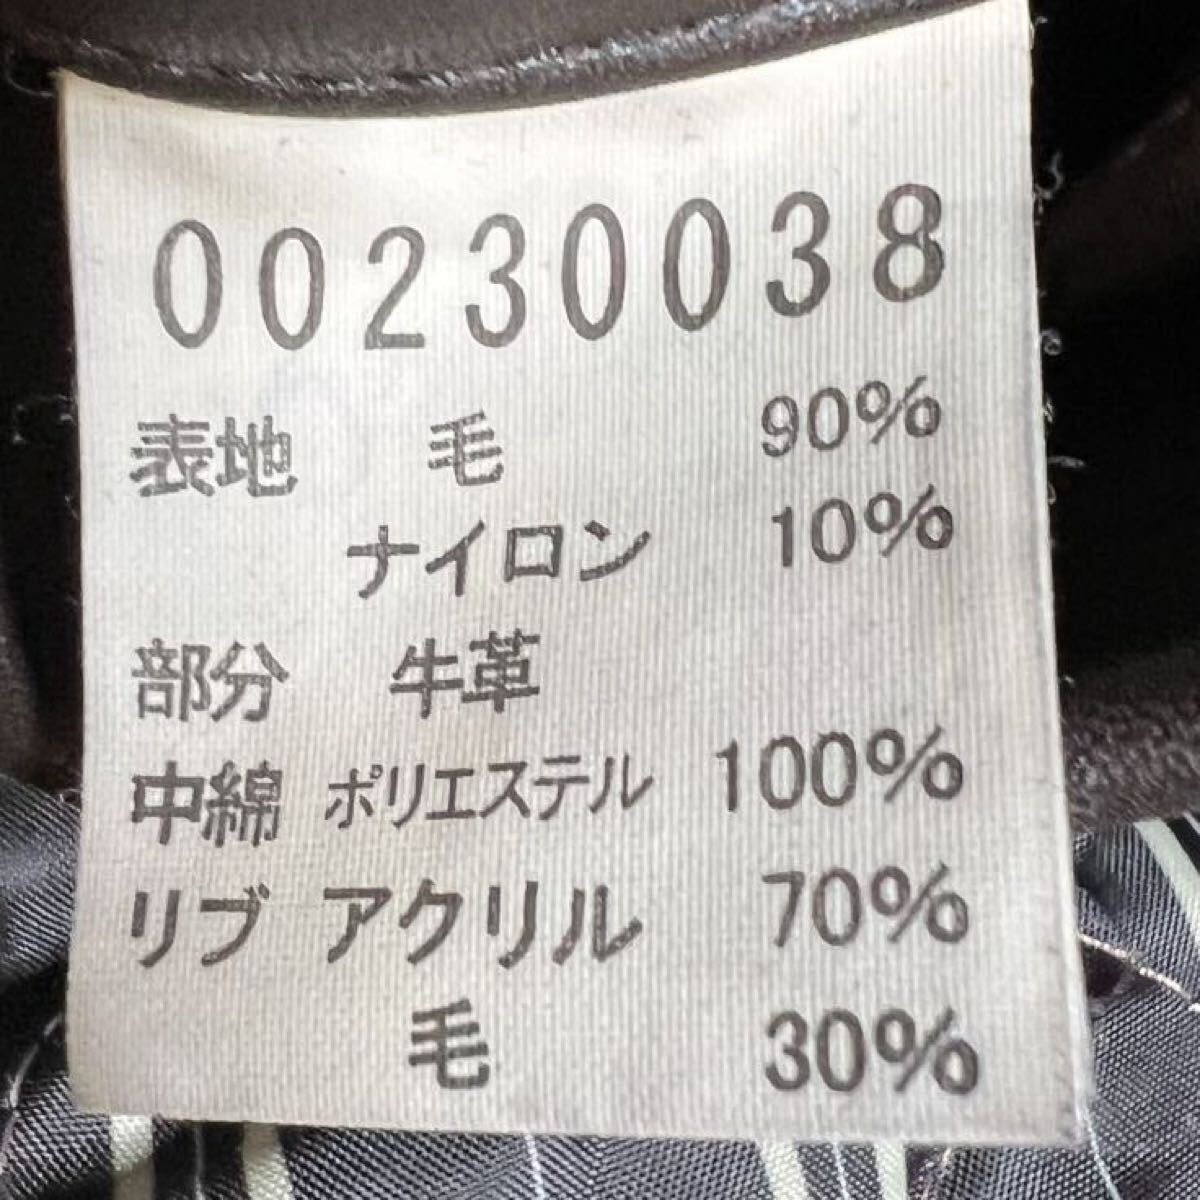 00230038
表地 毛 90%
ナイロン 10%
部分 牛革
中綿 ポリエステル 100%
リブ アクリル 70%
毛 30%